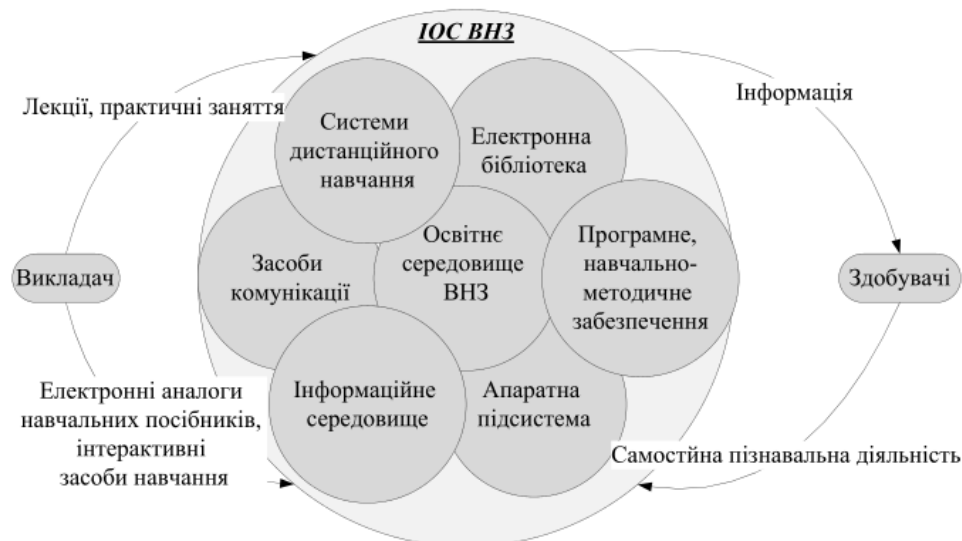 ІОС ВНЗ
Лекції, практичні заняття
Інформація
Системи
дистанційного
навчання
Електронна
бібліотека
Викладач
Засоби
комунікації
Освітнє
середовище
ВНЗ
Програмне,
навчально-
методичне
забезпечення
Здобувачі
Електронні аналоги
навчальних посібників,
інтерактивні
засоби навчання
Інформаційне
середовище
Апаратна
підсистема
Самостйна пізнавальна діяльність